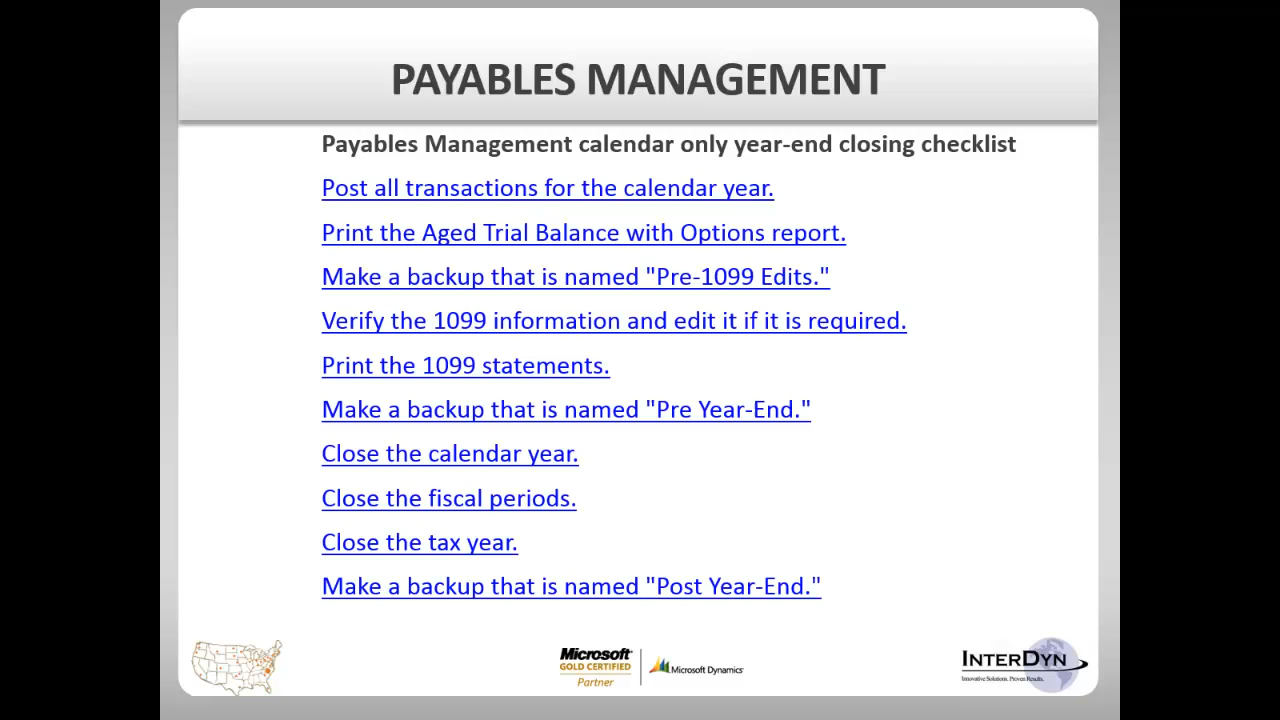 PAYABLES MANAGEMENT
Payables Management calendar only year-end closing checklist
Post all transactions for the calendar year.
Print the Aged Trial Balance with Options report.
Make a backup that is named "Pre-1099 Edits."
Verify the 1099 information and edit it if it is required.
Print the 1099 statements.
Make a backup that is named "Pre Year-End."
Close the calendar year.
Close the fiscal periods.
Close the tax year.
Make a backup that is named "Post Year-End."
Microsoft
GOLD CERTIFIED
Partner
Microsoft Dynamics
INTERDYN
Innovative Solutions. Proven Results.